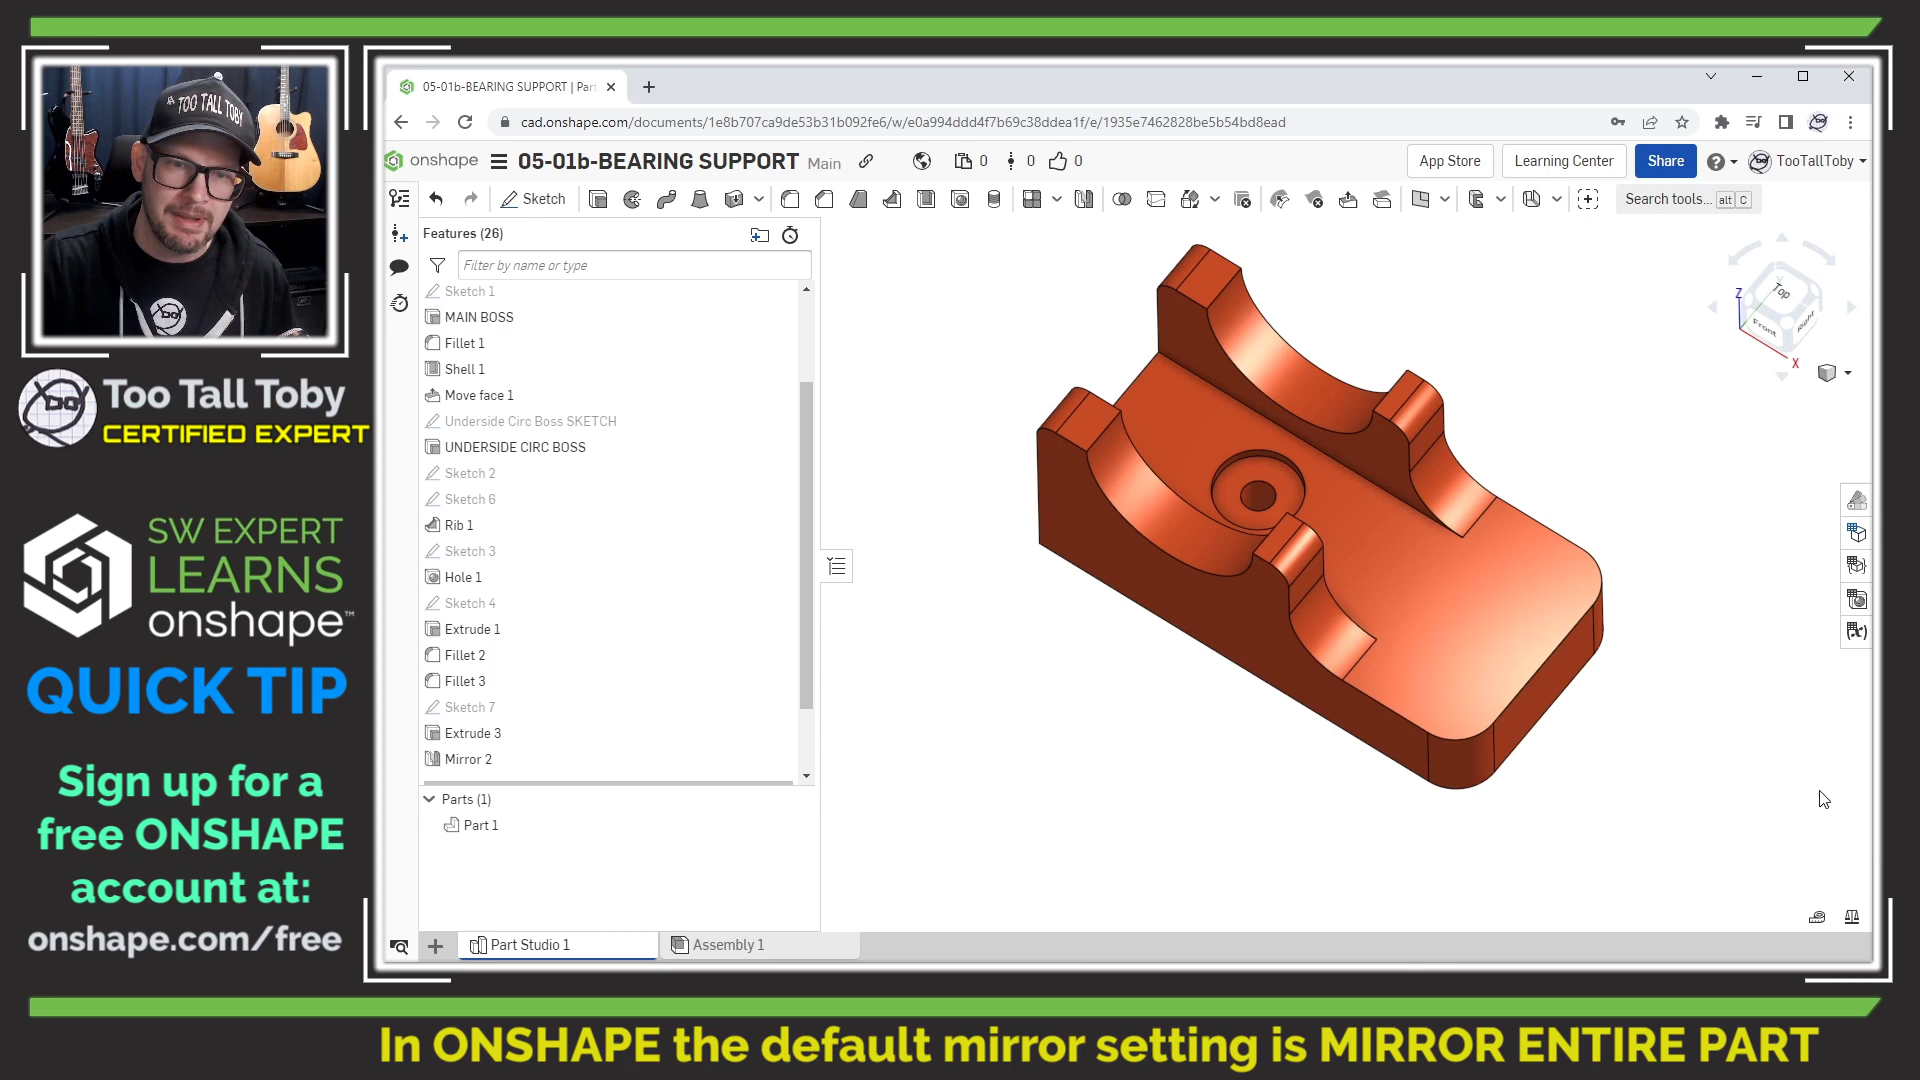 TOO TALL TOBY
Too Tall Toby
CERTIFIED EXPERT
SW EXPERT
LEARNS
onshape™
QUICK TIP
Sign up for a
free ONSHAPE
account at:
onshape.com/free
05-01b-BEARING SUPPORT | Part
cad.onshape.com/documents/1e8b707ca9de53b31b092fe6/w/e0a994ddd4f7b69c38ddea1f/e/1935e7462828be5b54bd8ead
onshape 05-01b-BEARING SUPPORT Main 0 0 0 App Store Learning Center Share TooTallToby
Sketch Search tools... alt C
Features (26)
Filter by name or type
Sketch 1
MAIN BOSS
Fillet 1
Shell 1
Move face 1
Underside Circ Boss SKETCH
UNDERSIDE CIRC BOSS
Sketch 2
Sketch 6
Rib 1
Sketch 3
Hole 1
Sketch 4
Extrude 1
Fillet 2
Fillet 3
Sketch 7
Extrude 3
Mirror 2
Parts (1)
Part 1
Z
Top
Front
Right
X
(x)
Part Studio 1
Assembly 1
In ONSHAPE the default mirror setting is MIRROR ENTIRE PART